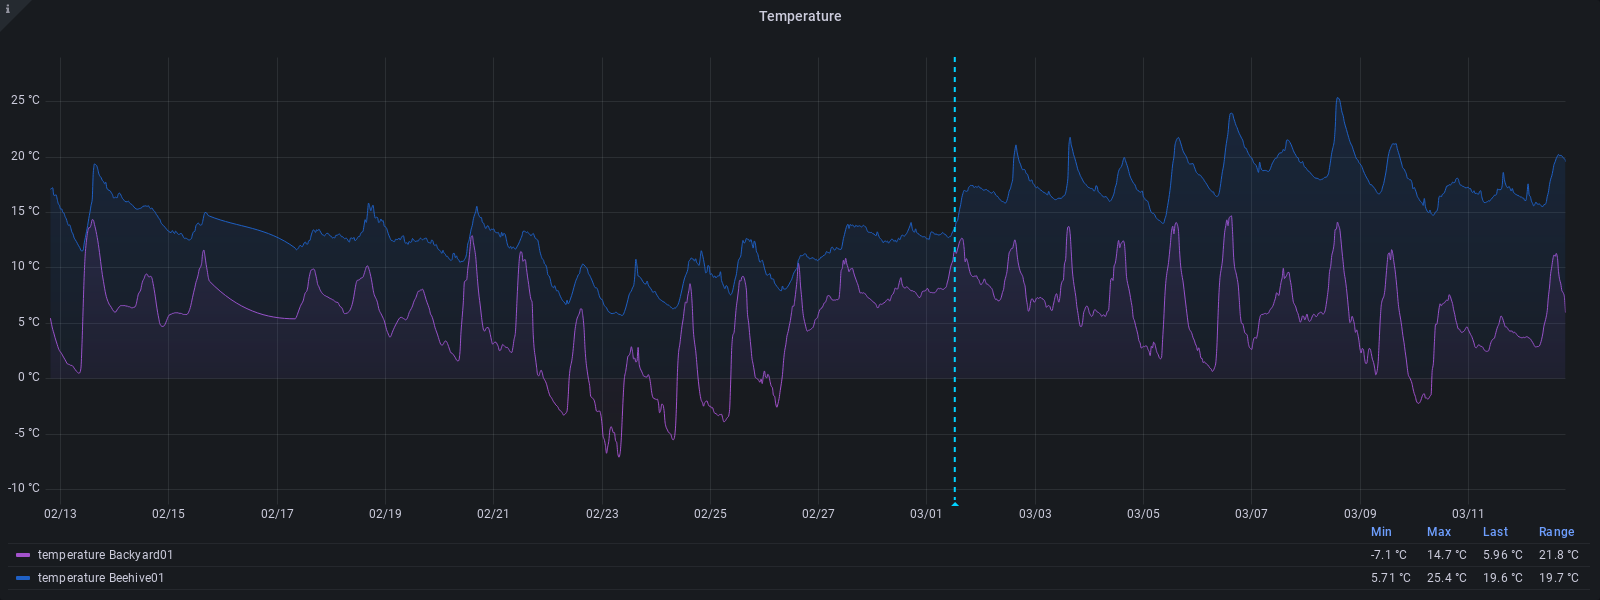 i
Temperature
25 °C
20 °C
15 °C
10 °C
5 °C
0 °C
-5 °C
-10 °C
02/13 02/15 02/17 02/19 02/21 02/23 02/25 02/27 03/01 03/03 03/05 03/07 03/09 03/11
Min Max Last Range
temperature Backyard01 -7.1 °C 14.7 °C 5.96 °C 21.8 °C
temperature Beehive01 5.71 °C 25.4 °C 19.6 °C 19.7 °C